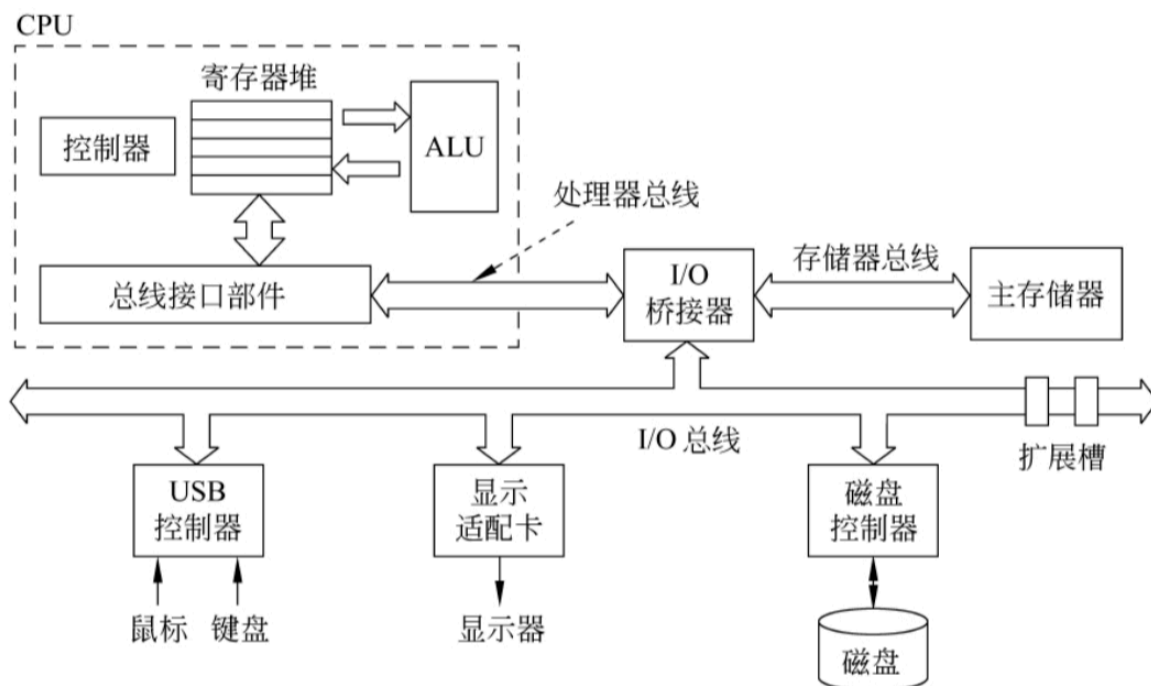 CPU
寄存器堆
控制器
ALU
处理器总线
总线接口部件
I/O
桥接器
存储器总线
主存储器
I/O 总线
扩展槽
USB
控制器
显示
适配卡
磁盘
控制器
鼠标
键盘
显示器
磁盘